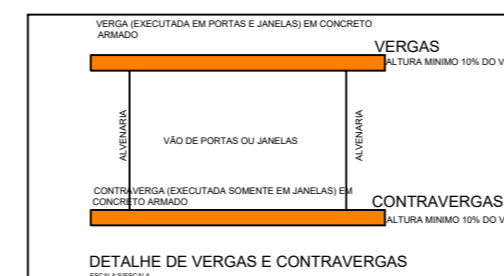 VERGA (EXECUTADA EM PORTAS E JANELAS) EM CONCRETO
ARMADO
VERGAS
ALTURA MINIMO 10% DO V
ALVENARIA
VÃO DE PORTAS OU JANELAS
ALVENARIA
CONTRAVERGA (EXECUTADA SOMENTE EM JANELAS) EM
CONCRETO ARMADO
CONTRAVERGAS
ALTURA MINIMO 10% DO V
DETALHE DE VERGAS E CONTRAVERGAS